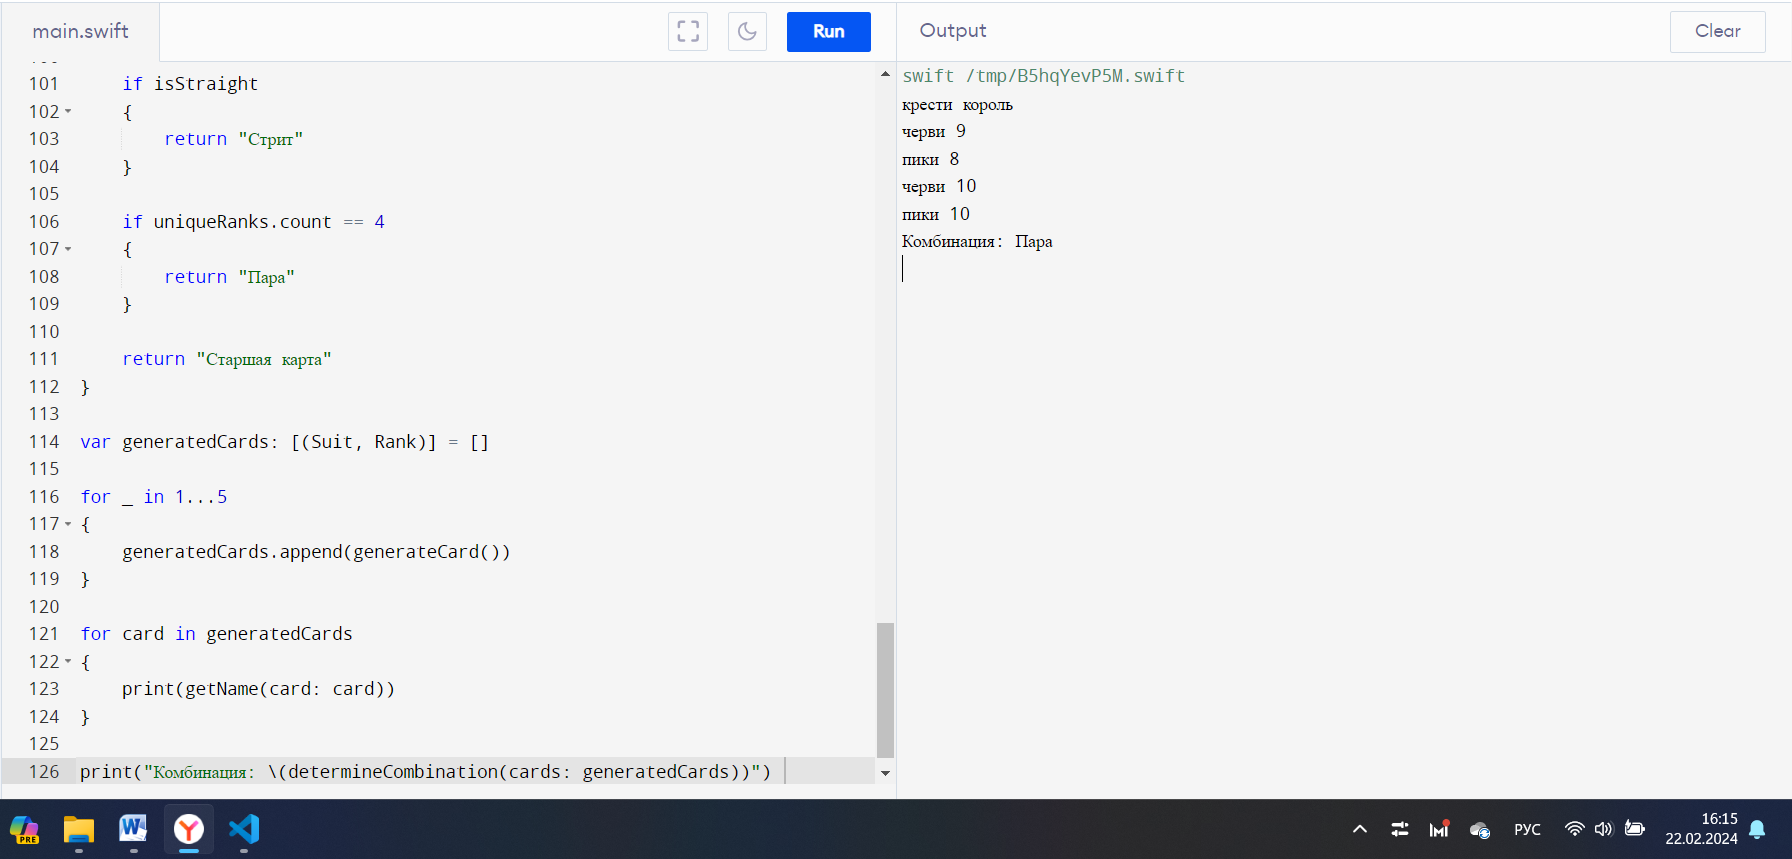 main.swift
Run
Output
Clear
101 if isStraight
102 {
103 return "Стрит"
104 }
105
106 if uniqueRanks.count == 4
107 {
108 return "Пара"
109 }
110
111 return "Старшая карта"
112 }
113
114 var generatedCards: [(Suit, Rank)] = []
115
116 for _ in 1...5
117 {
118 generatedCards.append(generateCard())
119 }
120
121 for card in generatedCards
122 {
123 print(getName(card: card))
124 }
125
126 print("Комбинация: \(determineCombination(cards: generatedCards))")
swift /tmp/B5hqYevP5M.swift
крести король
черви 9
пики 8
черви 10
пики 10
Комбинация: Пара
PRE
W
Y
РУС
16:15
22.02.2024